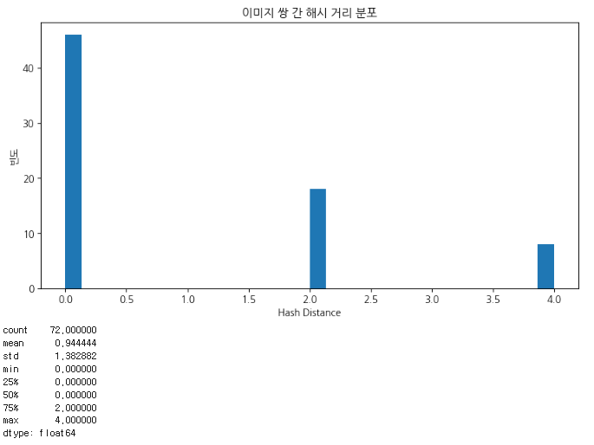 이미지 쌍 간 해시 거리 분포
40
30
20
10
0
빈도
0.0 0.5 1.0 1.5 2.0 2.5 3.0 3.5 4.0
Hash Distance
count 72.000000
mean 0.944444
std 1.382882
min 0.000000
25% 0.000000
50% 0.000000
75% 2.000000
max 4.000000
dtype: float64